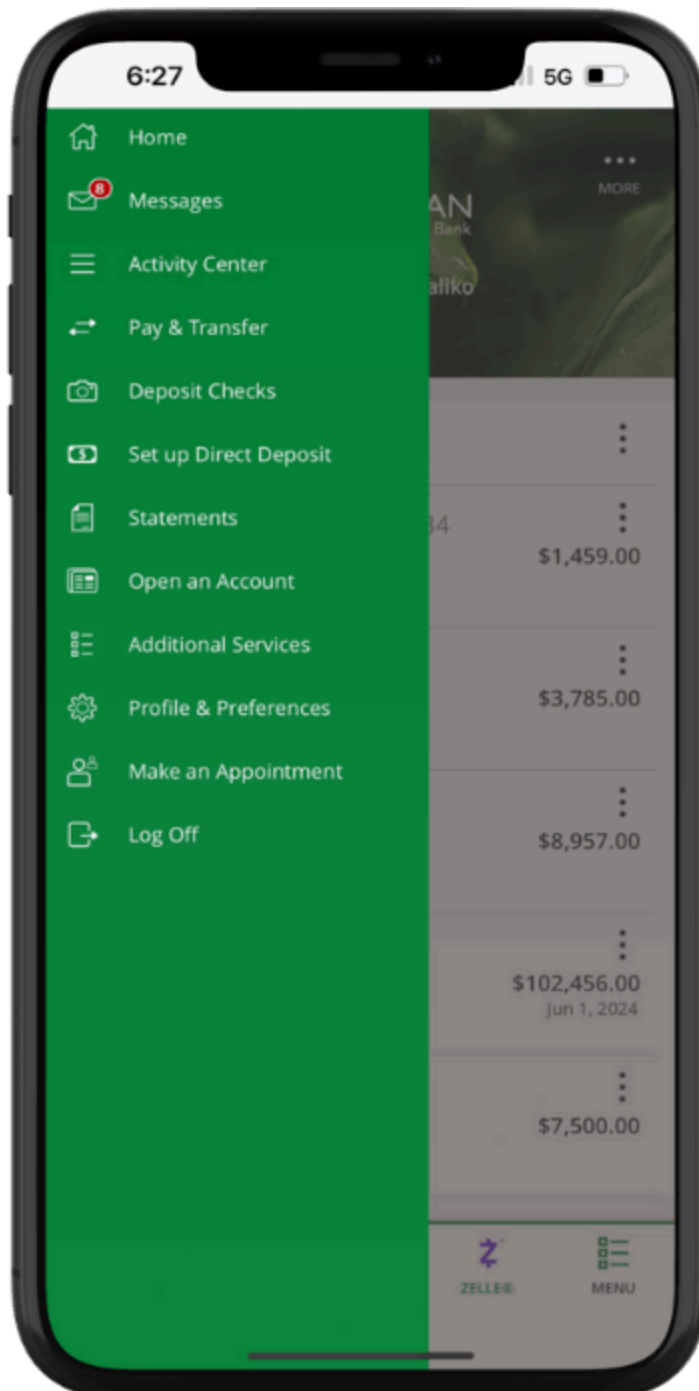 6:27
5G
Home
8
Messages
Activity Center
Pay & Transfer
Deposit Checks
Set up Direct Deposit
Statements
Open an Account
Additional Services
Profile & Preferences
Make an Appointment
Log Off
MORE
AN
Bank
aliko
34
$1,459.00
$3,785.00
$8,957.00
$102,456.00
Jun 1, 2024
$7,500.00
ZELLE®
MENU